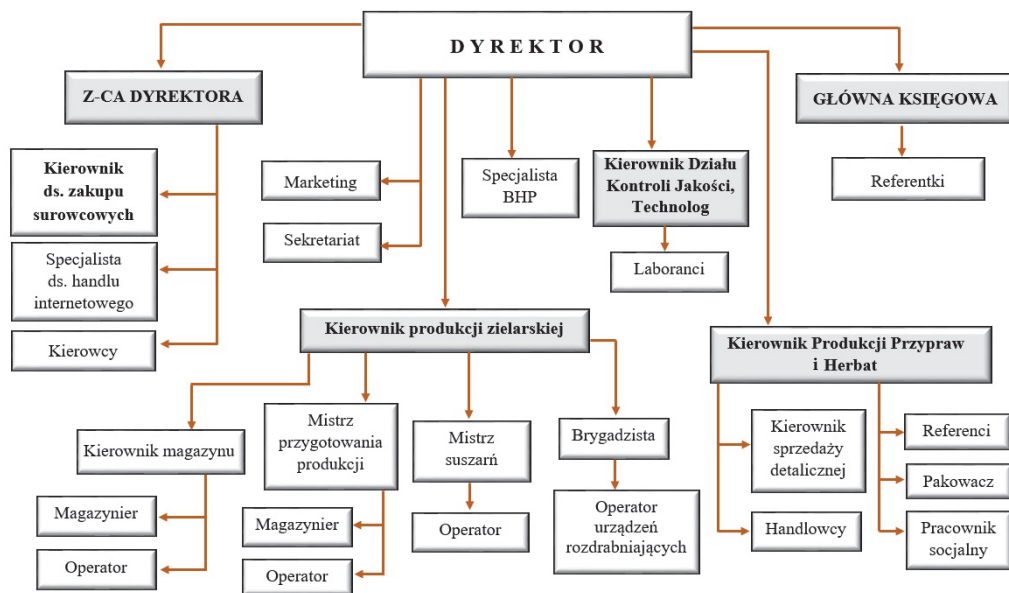 D Y R E K T O R
Z-CA DYREKTORA
GŁÓWNA KSIĘGOWA
Kierownik
ds. zakupu
surowcowych
Specjalista
ds. handlu
internetowego
Kierowcy
Marketing
Sekretariat
Specjalista
BHP
Kierownik Działu
Kontroli Jakości,
Technolog
Laboranci
Referentki
Kierownik produkcji zielarskiej
Kierownik magazynu
Magazynier
Operator
Mistrz
przygotowania
produkcji
Magazynier
Operator
Mistrz
suszarń
Operator
Brygadzista
Operator
urządzeń
rozdrabniających
Kierownik Produkcji Przypraw
i Herbat
Kierownik
sprzedaży
detalicznej
Handlowcy
Referenci
Pakowacz
Pracownik
socjalny